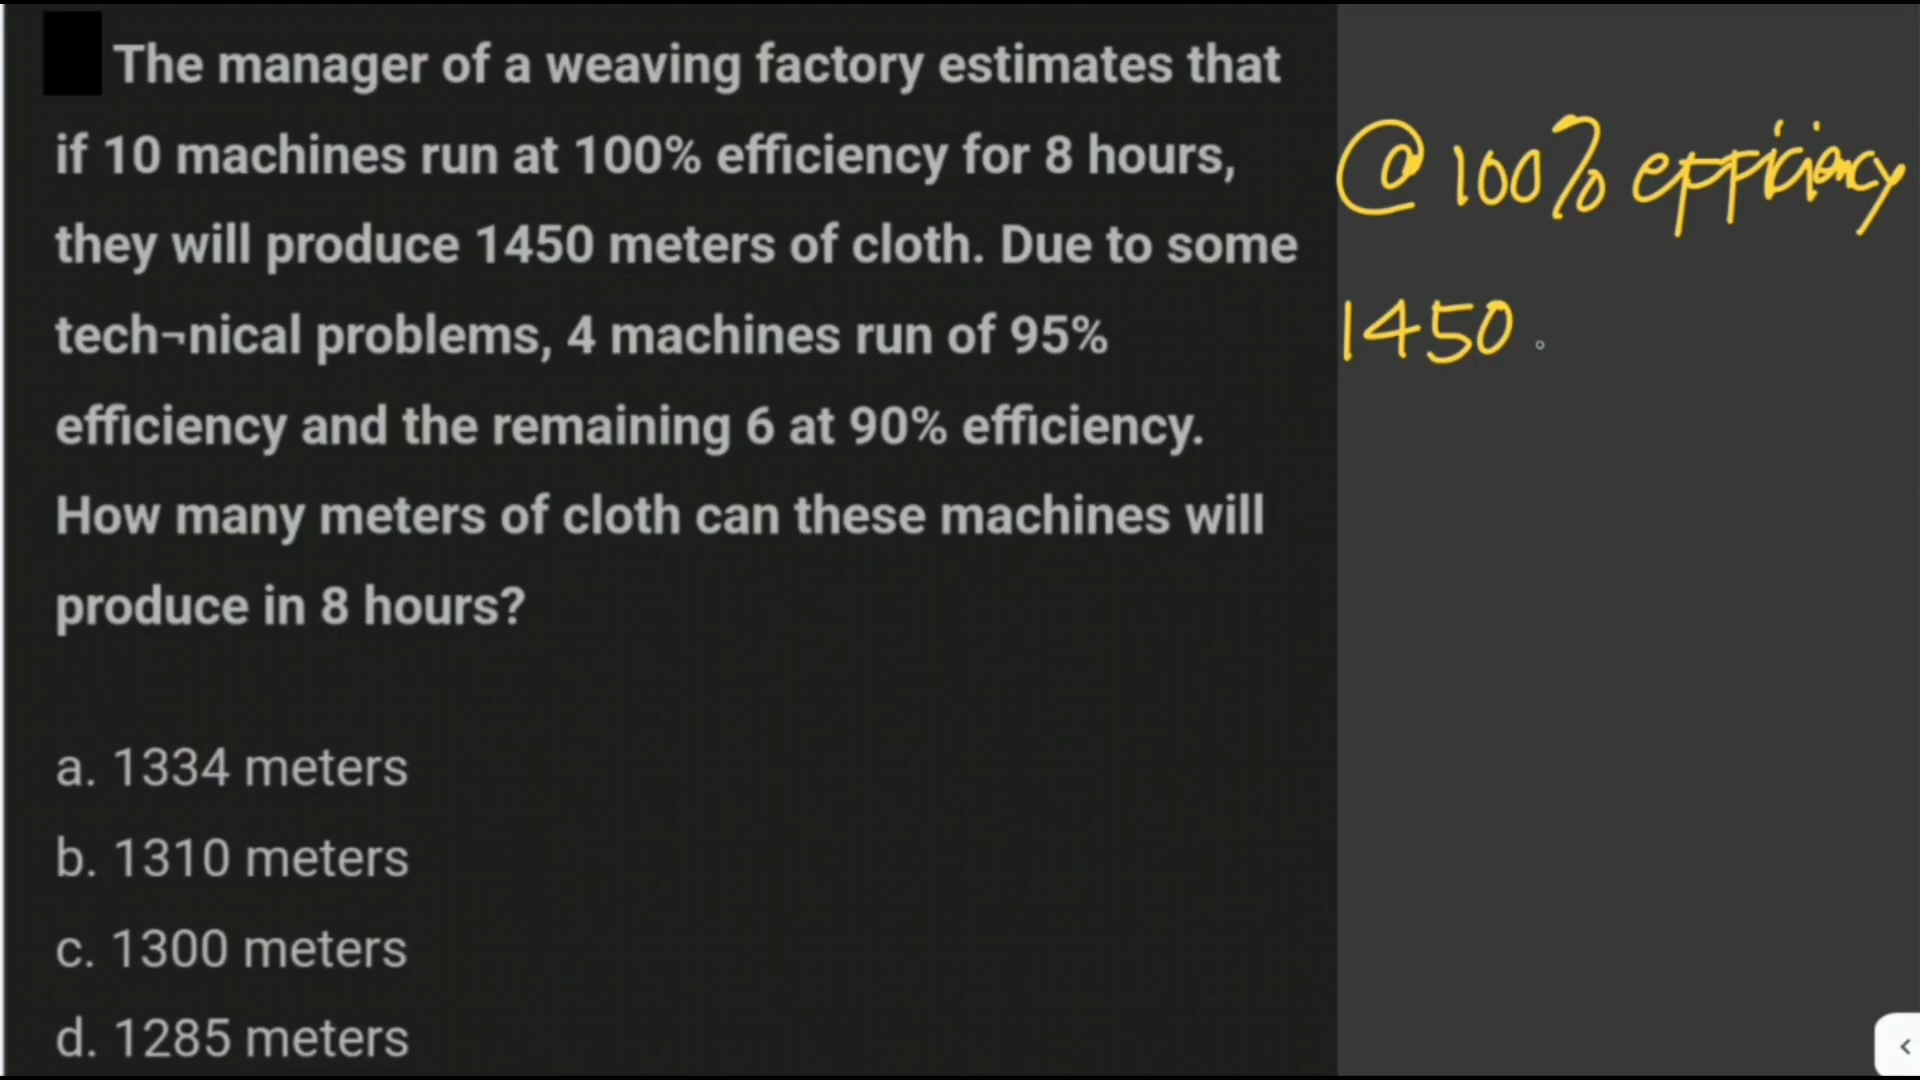 The manager of a weaving factory estimates that
if 10 machines run at 100% efficiency for 8 hours,
they will produce 1450 meters of cloth. Due to some
tech¬nical problems, 4 machines run of 95%
efficiency and the remaining 6 at 90% efficiency.
How many meters of cloth can these machines will
produce in 8 hours?
a. 1334 meters
b. 1310 meters
c. 1300 meters
d. 1285 meters
@ 100% efficiency
1450